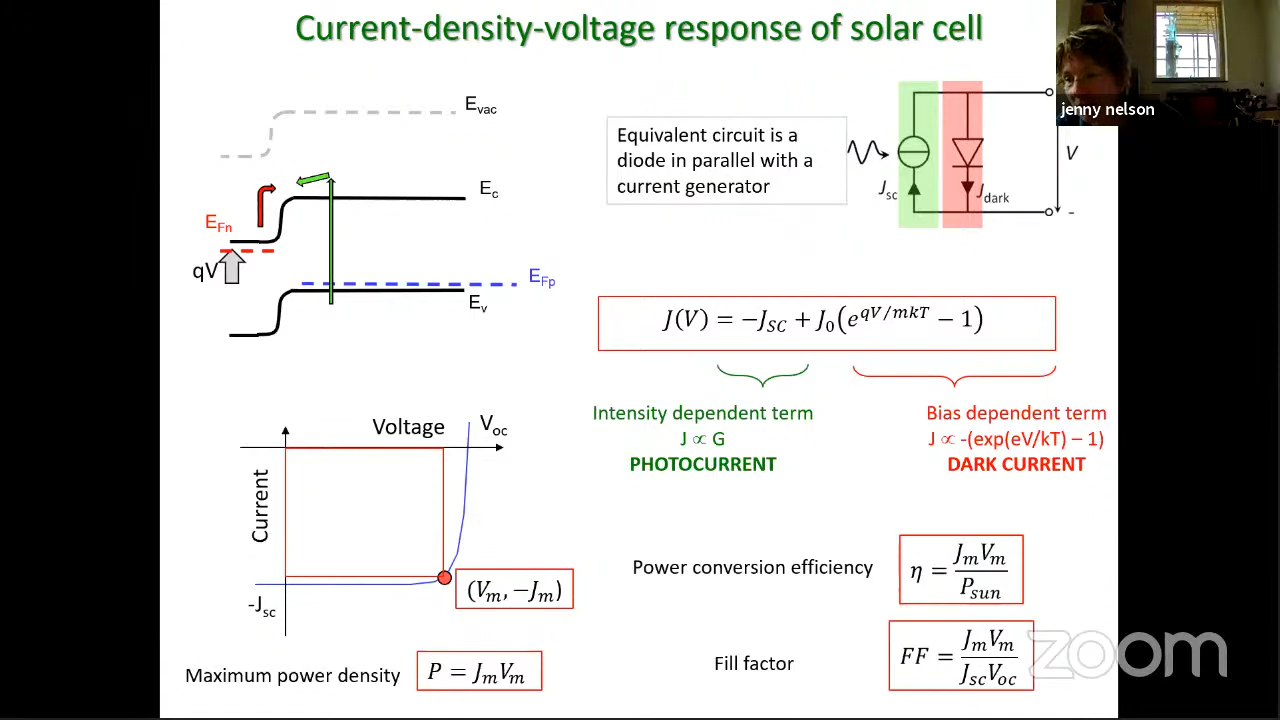 Current-density-voltage response of solar cell
jenny nelson
E_vac
E_c
E_Fn
qV
E_Fp
E_v
Equivalent circuit is a
diode in parallel with a
current generator
J_sc
J_dark
V
-
J(V) = −J_SC + J_0(e^{qV/mkT} − 1)
Intensity dependent term
J ∝ G
PHOTOCURRENT
Bias dependent term
J ∝ -(exp(eV/kT) – 1)
DARK CURRENT
Voltage
V_oc
Current
(V_m, −J_m)
-J_sc
Maximum power density
P = J_m V_m
Power conversion efficiency
η = J_m V_m / P_sun
Fill factor
FF = J_m V_m / J_sc V_oc
zoom